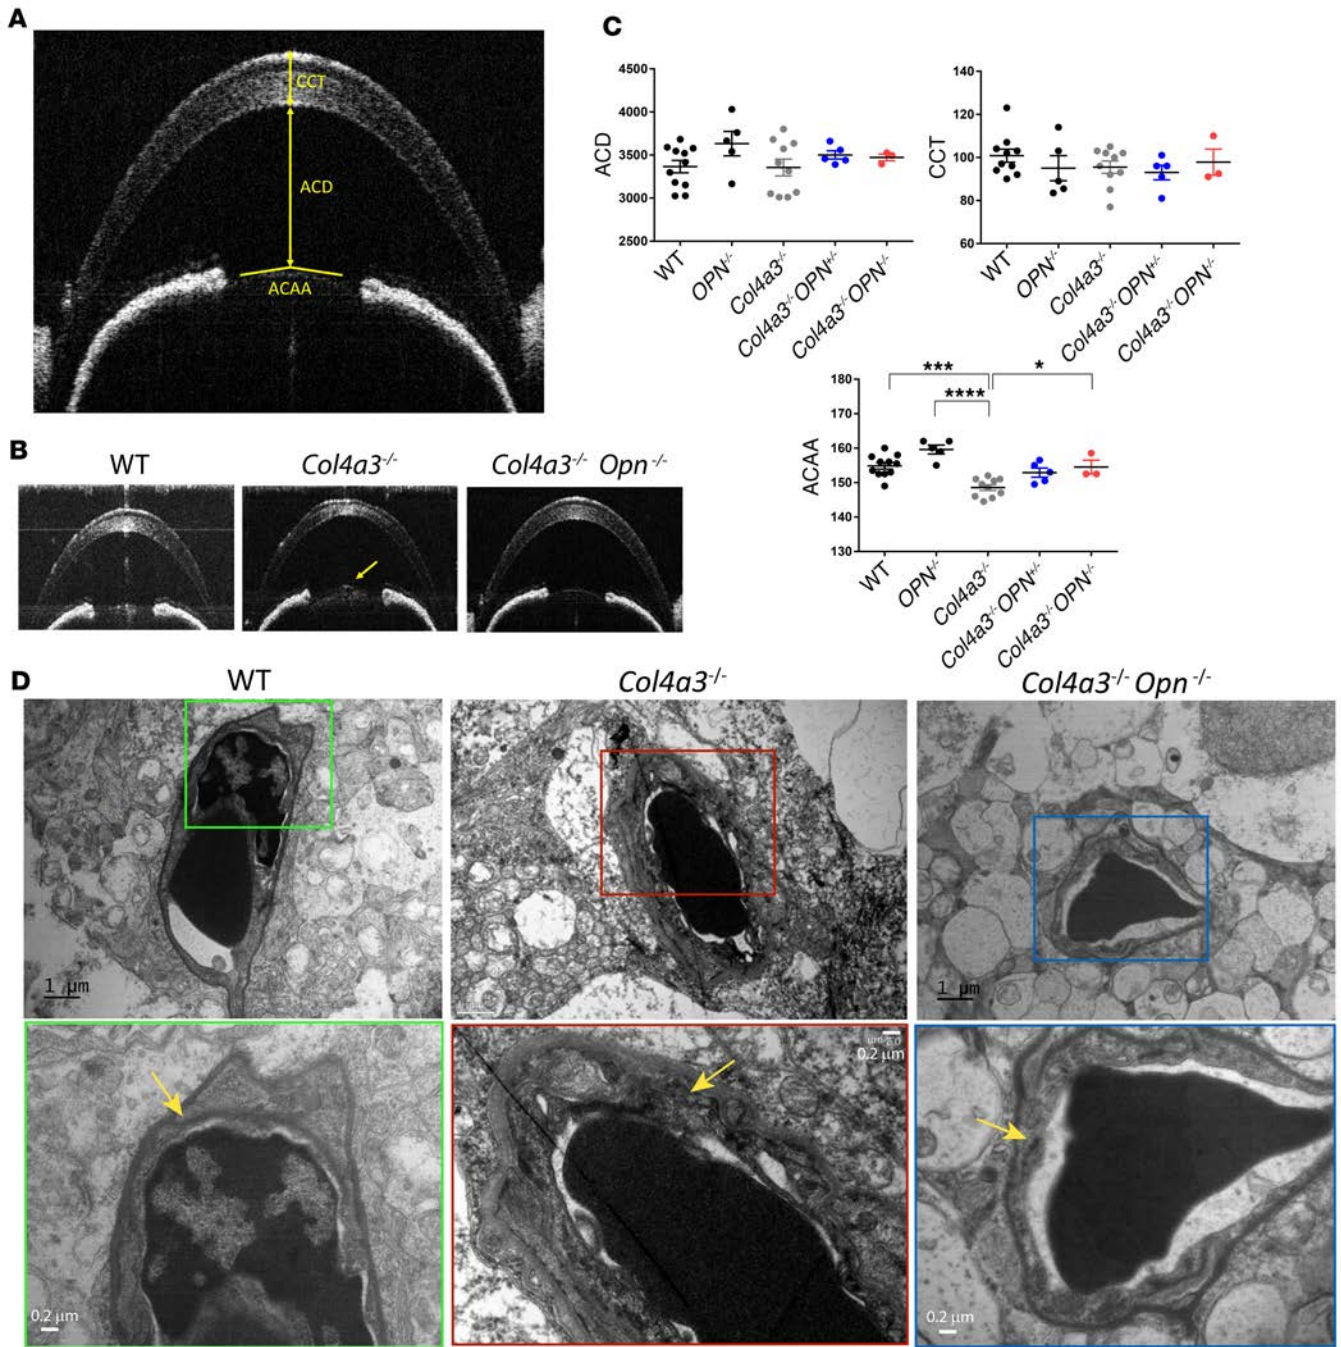 A
CCT
ACD
ACAA
B
WT
Col4a3-/-
Col4a3-/- Opn-/-
C
ACD
4500
4000
3500
3000
2500
WT
OPN-/-
Col4a3-/-
Col4a3-/-OPN+/-
Col4a3-/-OPN-/-
CCT
140
120
100
80
60
WT
OPN-/-
Col4a3-/-
Col4a3-/-OPN+/-
Col4a3-/-OPN-/-
ACAA
180
170
160
150
140
130
***
****
*
WT
OPN-/-
Col4a3-/-
Col4a3-/-OPN+/-
Col4a3-/-OPN-/-
D
WT
Col4a3-/-
Col4a3-/- Opn-/-
1 μm
1 μm
0.2 μm
0.2 μm
0.2 μm